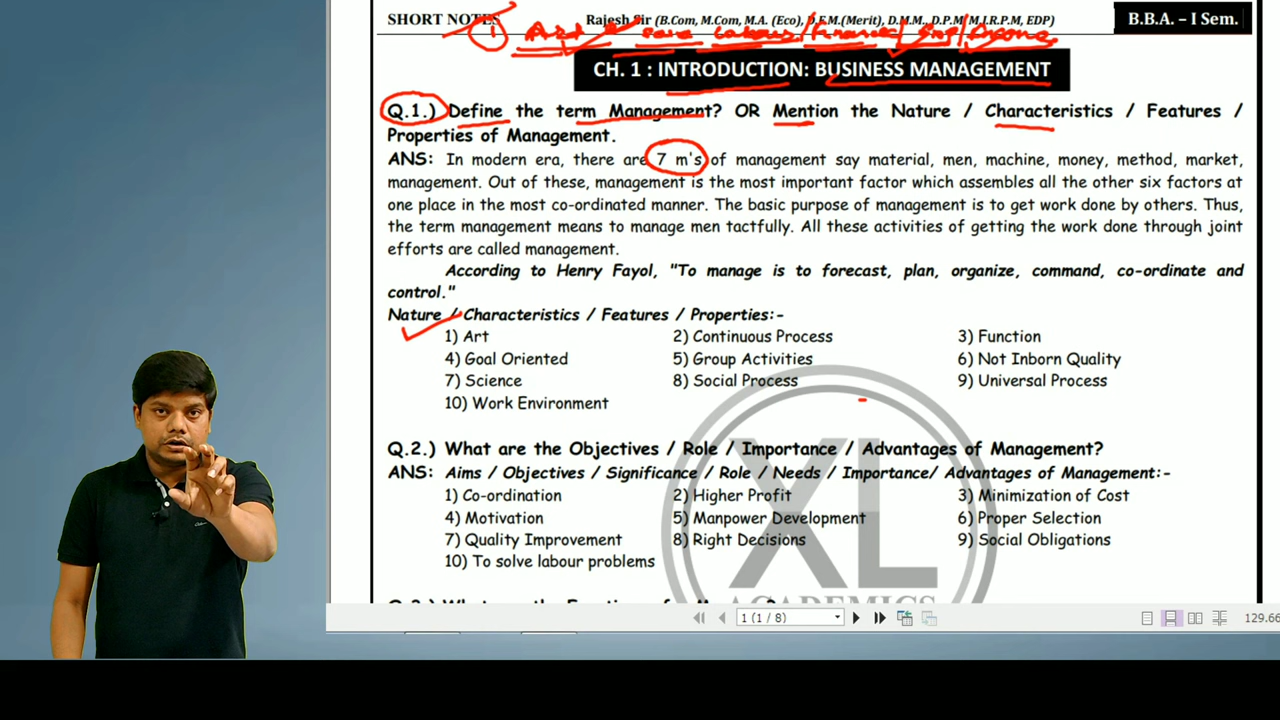 SHORT NOTES Rajesh Sir (B.Com, M.Com, M.A. (Eco), D.F.M.(Merit), D.M.M., D.P.M M.I.R.P.M, EDP) B.B.A. – I Sem.
1 Art
CH. 1 : INTRODUCTION: BUSINESS MANAGEMENT
Q.1.) Define the term Management? OR Mention the Nature / Characteristics / Features /
Properties of Management.
ANS: In modern era, there are 7 m's of management say material, men, machine, money, method, market,
management. Out of these, management is the most important factor which assembles all the other six factors at
one place in the most co-ordinated manner. The basic purpose of management is to get work done by others. Thus,
the term management means to manage men tactfully. All these activities of getting the work done through joint
efforts are called management.
According to Henry Fayol, "To manage is to forecast, plan, organize, command, co-ordinate and
control."
Nature / Characteristics / Features / Properties:-
1) Art 2) Continuous Process 3) Function
4) Goal Oriented 5) Group Activities 6) Not Inborn Quality
7) Science 8) Social Process 9) Universal Process
10) Work Environment
Q.2.) What are the Objectives / Role / Importance / Advantages of Management?
ANS: Aims / Objectives / Significance / Role / Needs / Importance/ Advantages of Management:-
1) Co-ordination 2) Higher Profit 3) Minimization of Cost
4) Motivation 5) Manpower Development 6) Proper Selection
7) Quality Improvement 8) Right Decisions 9) Social Obligations
10) To solve labour problems
XL
ACADEMICS
1 (1 / 8) 129.66